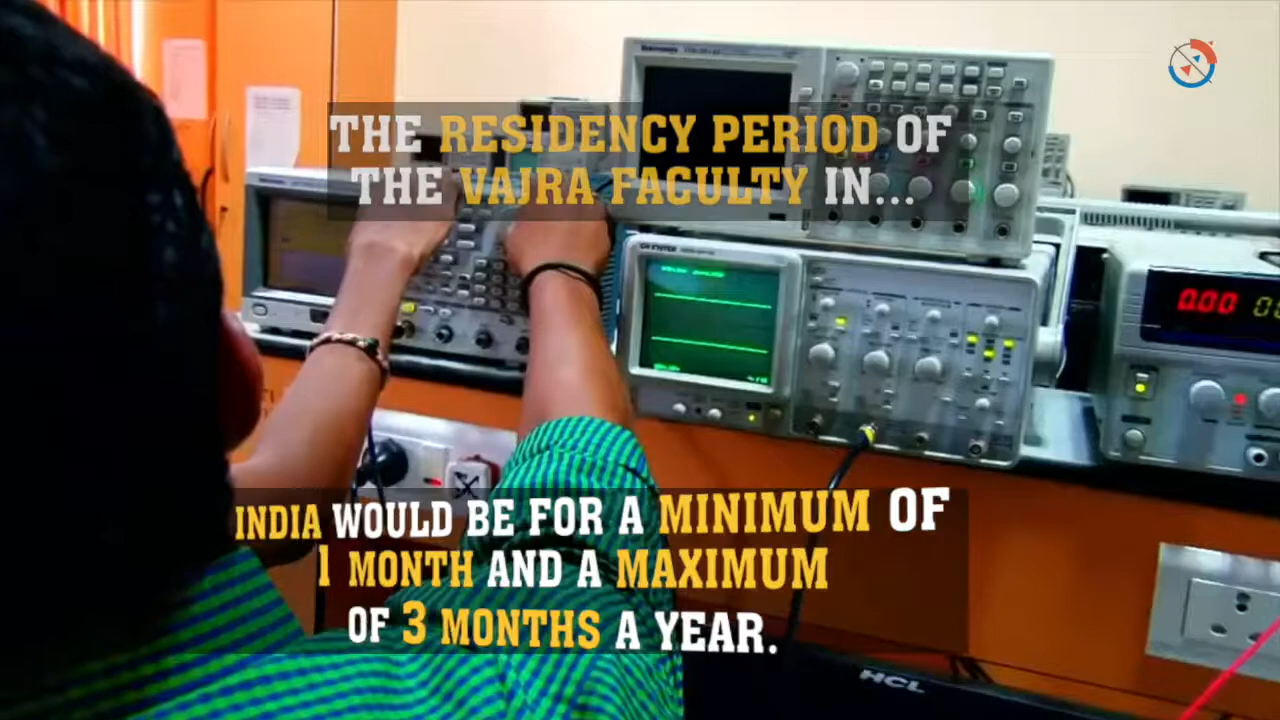 THE RESIDENCY PERIOD OF
THE VAJRA FACULTY IN...
Tektronix
0.00
INDIA WOULD BE FOR A MINIMUM OF
1 MONTH AND A MAXIMUM
OF 3 MONTHS A YEAR.
HCL